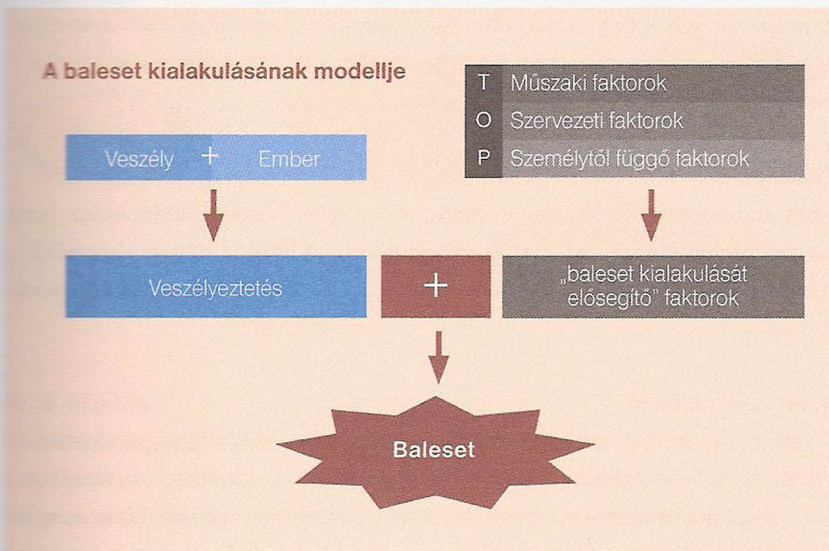 A baleset kialakulásának modellje
T Műszaki faktorok
O Szervezeti faktorok
P Személytől függő faktorok
Veszély + Ember
Veszélyeztetés
+
„baleset kialakulását
elősegítő” faktorok
Baleset